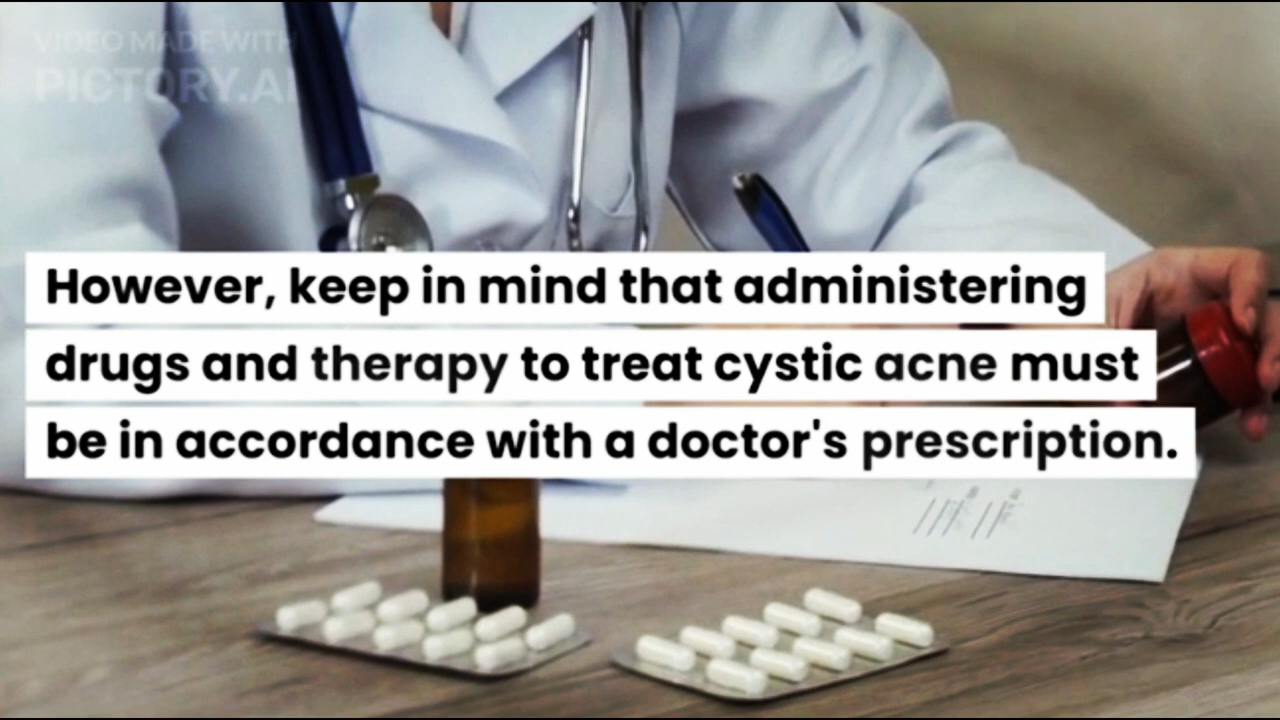 VIDEO MADE WITH
PICTORY.AI
However, keep in mind that administering
drugs and therapy to treat cystic acne must
be in accordance with a doctor's prescription.